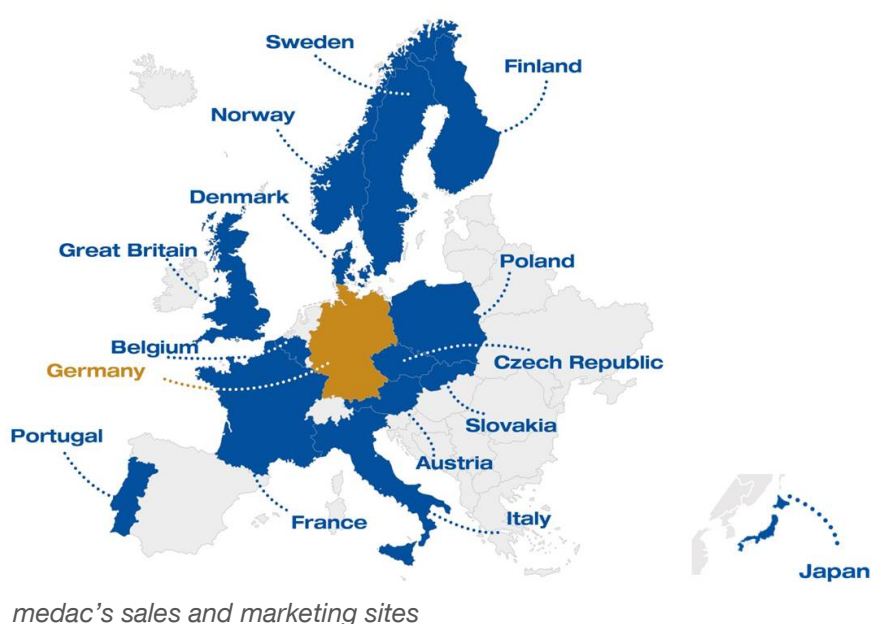 Sweden
Finland
Norway
Denmark
Great Britain
Poland
Belgium
Czech Republic
Germany
Slovakia
Portugal
Austria
France
Italy
Japan
medac's sales and marketing sites